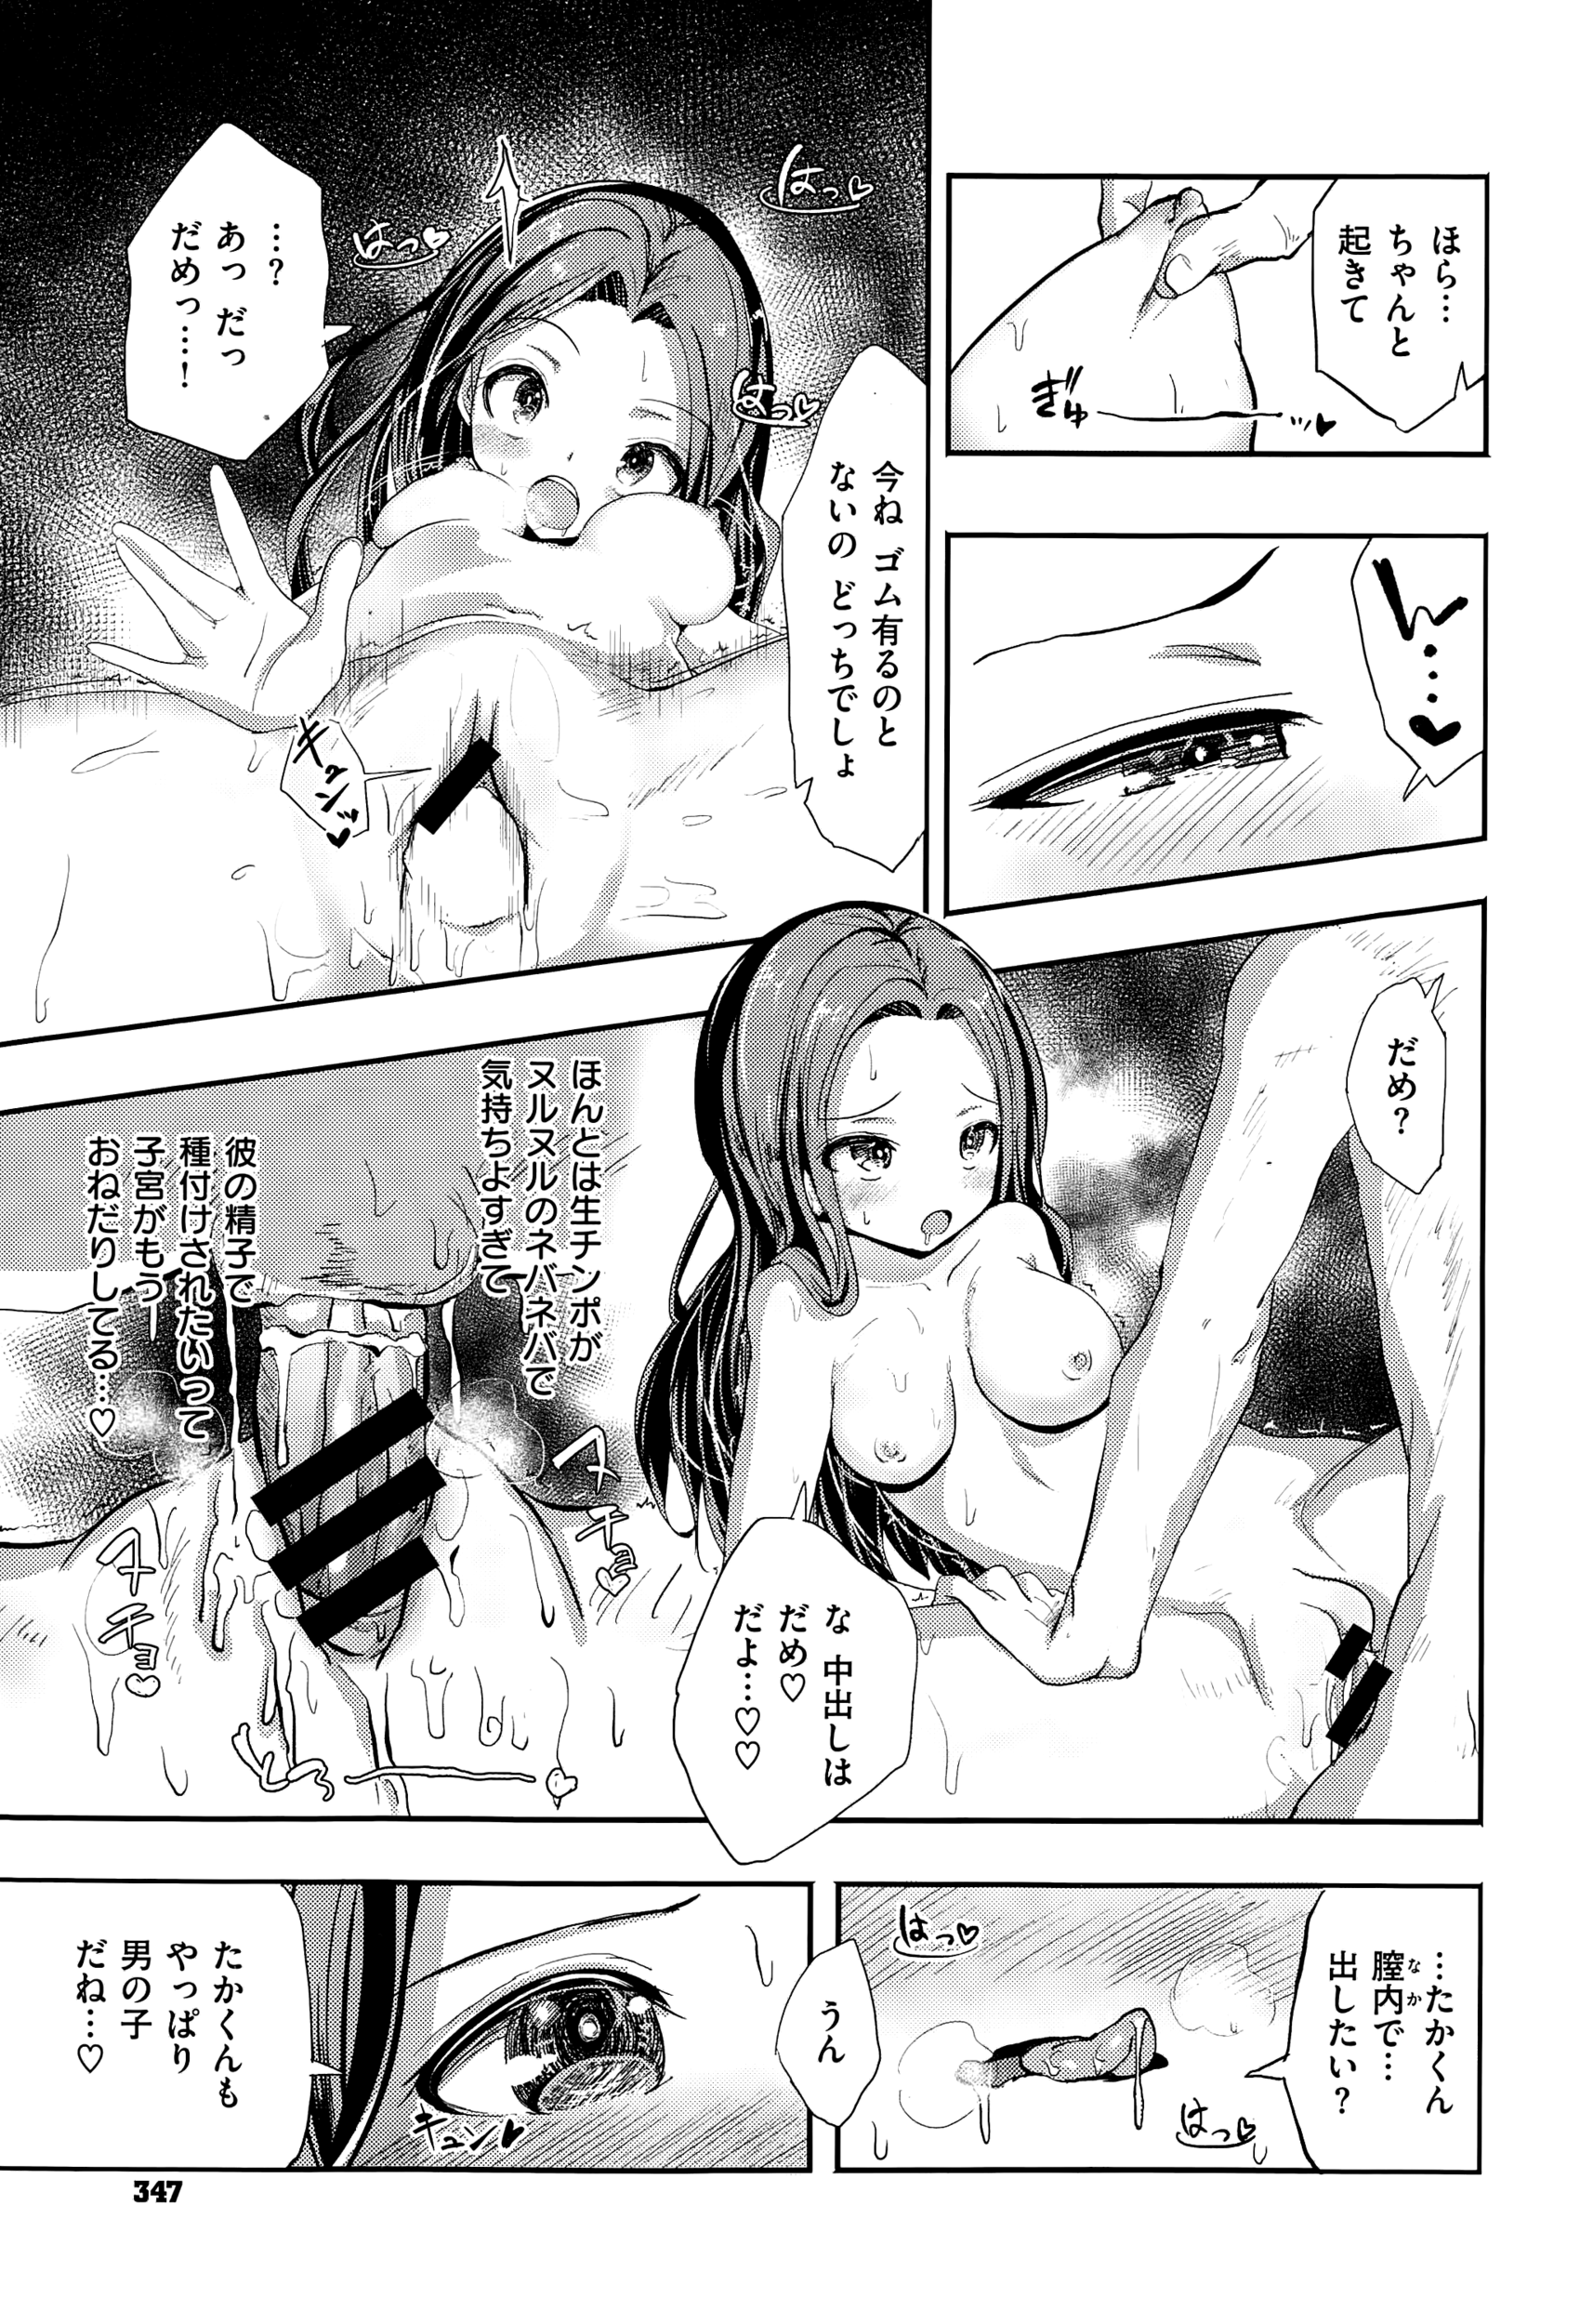 ほら…
ちゃんと
起きて
ぎゅ
…♥
ん…♥
今ね ゴム有るのと
ないの どっちでしょ
はっ♡
はっ♡
はっ♡
…?
あっ だっ
だめっ…!
キュンッ♥
だめ?
な 中出しは
だめ♡
だよ…♡♡
ほんとは生チンポが
ヌルヌルのネバネバで
気持ちよすぎて
彼の精子で
種付けされたいって
子宮がもう
おねだりしてる…♡
ヌチョ♡
ヌチョ♡
…たかくん
膣内で…
なか
出したい?
はっ♡
はっ♡
うん
たかくんも
やっぱり
男の子
だね…♡
キュン♥
347